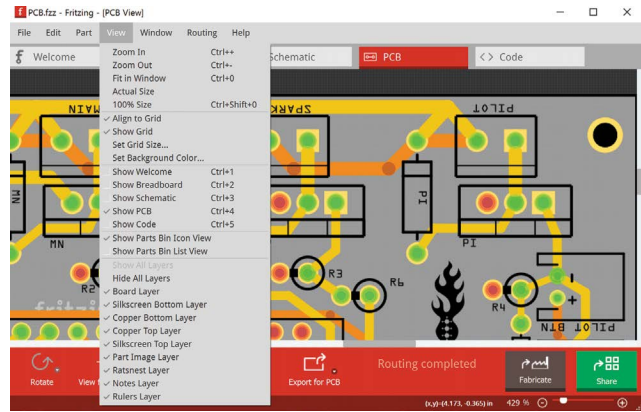 PCB.fzz - Fritzing - [PCB View]
File Edit Part View Window Routing Help
Welcome
Schematic
PCB
<> Code
Zoom In Ctrl++
Zoom Out Ctrl+-
Fit in Window Ctrl+0
Actual Size
100% Size Ctrl+Shift+0
Align to Grid
Show Grid
Set Grid Size...
Set Background Color...
Show Welcome Ctrl+1
Show Breadboard Ctrl+2
Show Schematic Ctrl+3
Show PCB Ctrl+4
Show Code Ctrl+5
Show Parts Bin Icon View
Show Parts Bin List View
Show All Layers
Hide All Layers
Board Layer
Silkscreen Bottom Layer
Copper Bottom Layer
Copper Top Layer
Silkscreen Top Layer
Part Image Layer
Ratsnest Layer
Notes Layer
Rulers Layer
MAIN
SPARK
PILOT
MN
PI
MN
PI
R2
R3
R6
R4
+
PILOT BTN
Rotate
View
Export for PCB
Routing completed
Fabricate
Share
(x,y)=(4.173, -0.365) in 429 %